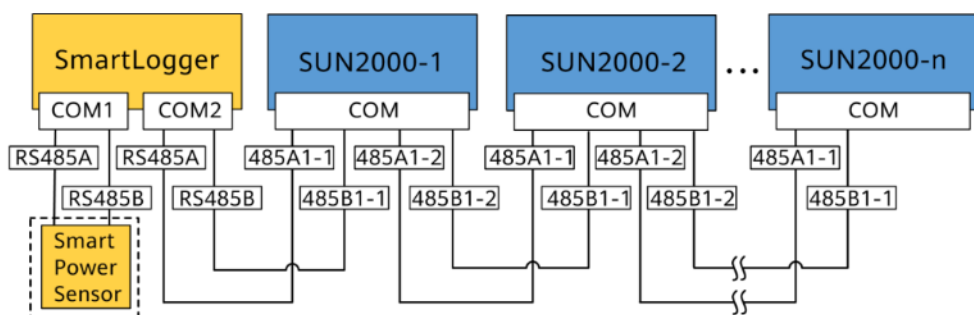 SmartLogger
SUN2000-1
SUN2000-2
...
SUN2000-n
COM1
COM2
COM
COM
COM
RS485A
RS485A
485A1-1
485A1-2
485A1-1
485A1-2
485A1-1
RS485B
RS485B
485B1-1
485B1-2
485B1-1
485B1-2
485B1-1
Smart
Power
Sensor